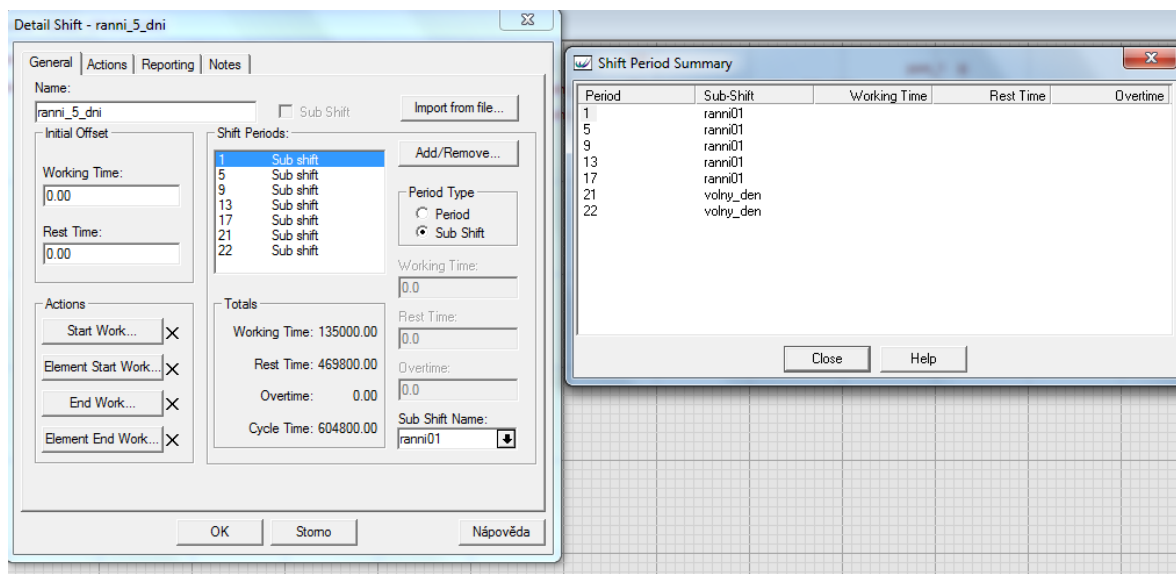 Detail Shift - ranni_5_dni
General Actions Reporting Notes
Name:
ranni_5_dni
Sub Shift
Import from file...
Initial Offset
Working Time:
0.00
Rest Time:
0.00
Shift Periods:
1 Sub shift
5 Sub shift
9 Sub shift
13 Sub shift
17 Sub shift
21 Sub shift
22 Sub shift
Add/Remove...
Period Type
Period
Sub Shift
Working Time:
0.0
Rest Time:
0.0
Overtime:
0.0
Sub Shift Name:
ranni01
Actions
Start Work...
Element Start Work...
End Work...
Element End Work...
Totals
Working Time: 135000.00
Rest Time: 469800.00
Overtime: 0.00
Cycle Time: 604800.00
OK Storno Nápověda
Shift Period Summary
Period Sub-Shift Working Time Rest Time Overtime
1 ranni01
5 ranni01
9 ranni01
13 ranni01
17 ranni01
21 volny_den
22 volny_den
Close Help